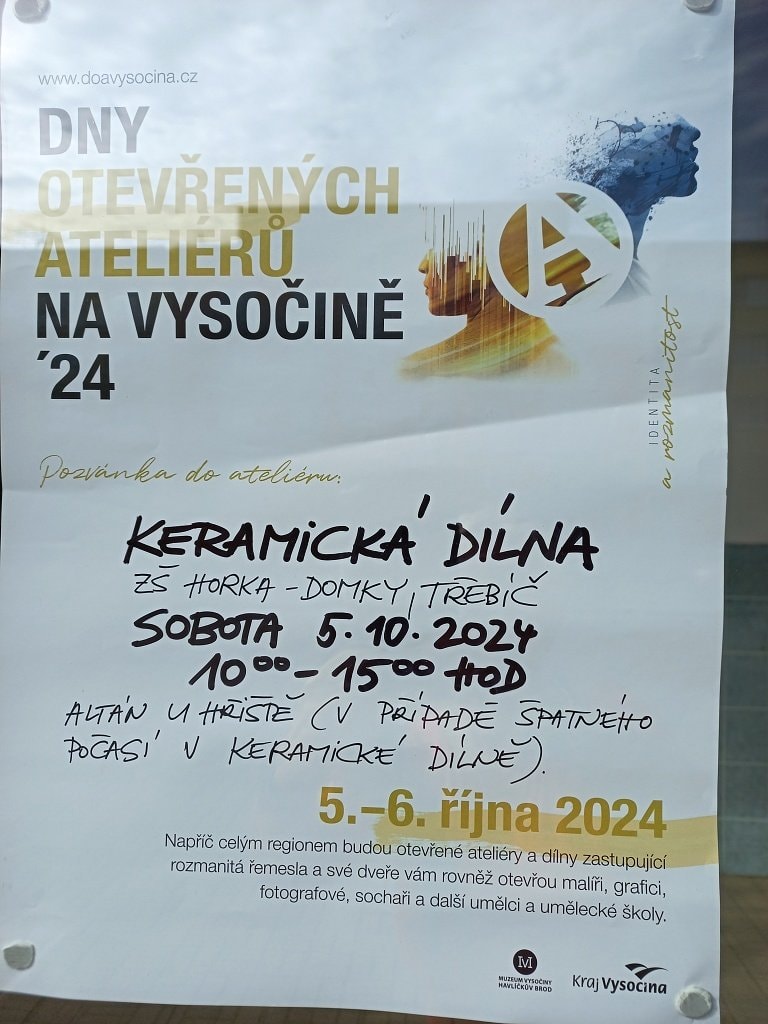 www.doavysocina.cz
DNY
OTEVŘENÝCH
ATELIÉRŮ
NA VYSOČINĚ
´24
A
IDENTITA
a rozmanitost
Pozvánka do ateliéru:
KERAMICKÁ DÍLNA
ZŠ HORKA-DOMKY, TŘEBÍČ
SOBOTA 5.10.2024
10⁰⁰-15⁰⁰ HOD
ALTÁN U HŘIŠTĚ (V PŘÍPADĚ ŠPATNÉHO
POČASÍ V KERAMICKÉ DÍLNĚ).
5.–6. října 2024
Napříč celým regionem budou otevřené ateliéry a dílny zastupující
rozmanitá řemesla a své dveře vám rovněž otevřou malíři, grafici,
fotografové, sochaři a další umělci a umělecké školy.
M
MUZEUM VYSOČINY
HAVLÍČKŮV BROD
Kraj Vysočina